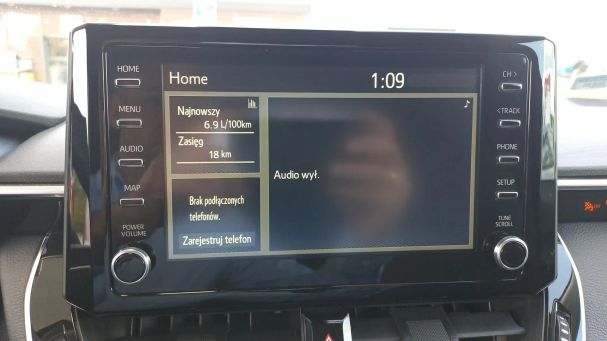 HOME
MENU
AUDIO
MAP
POWER
VOLUME
Home
1:09
Najnowszy
6.9 L/100km
Zasięg
18 km
Brak podłączonych
telefonów.
Zarejestruj telefon
Audio wył.
CH >
< TRACK
PHONE
SETUP
TUNE
SCROLL